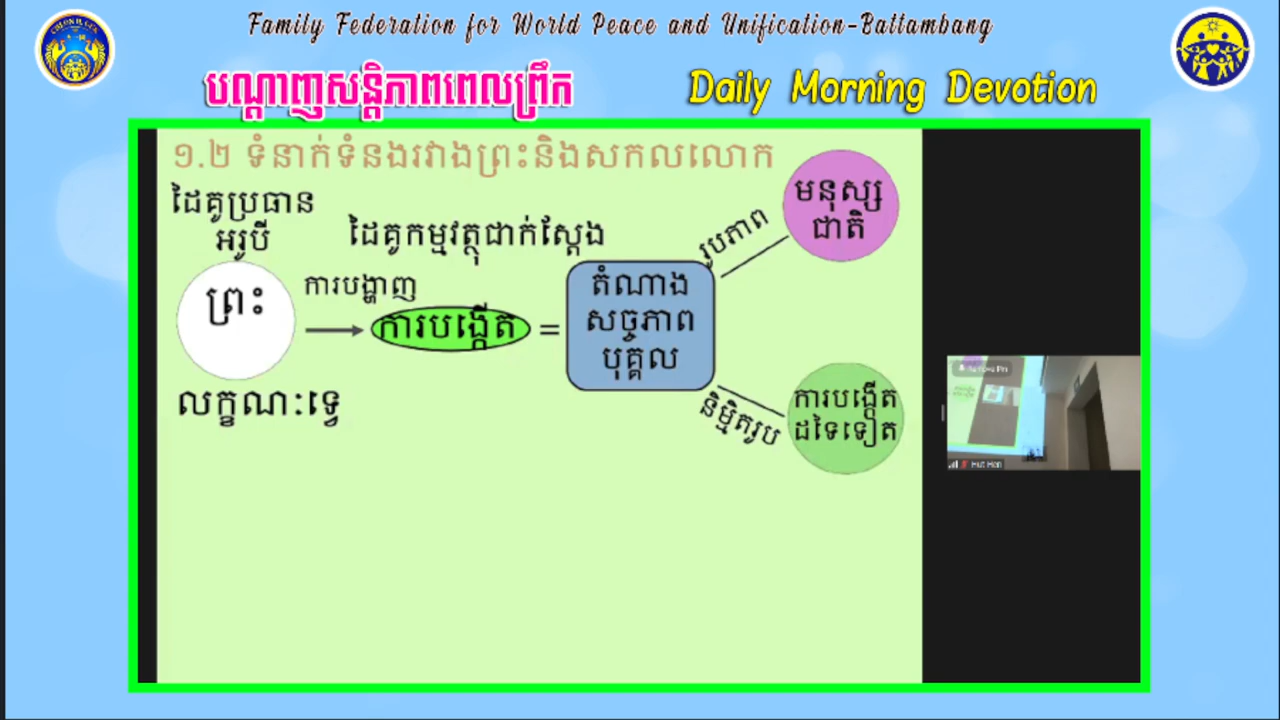 Family Federation for World Peace and Unification-Battambang
បណ្តាញសន្តិភាពពេលព្រឹក
Daily Morning Devotion
១.២ ទំនាក់ទំនងរវាងព្រះនិងសកលលោក
ដៃគូប្រធាន
អរូបី
ដៃគូកម្មវត្ថុជាក់ស្តែង
ព្រះ
ការបង្ហាញ
ការបង្កើត
=
តំណាង
សច្ចភាព
បុគ្គល
រូបភាព
មនុស្ស
ជាតិ
និម្មិតរូប
ការបង្កើត
ដទៃទៀត
លក្ខណៈទ្វេ